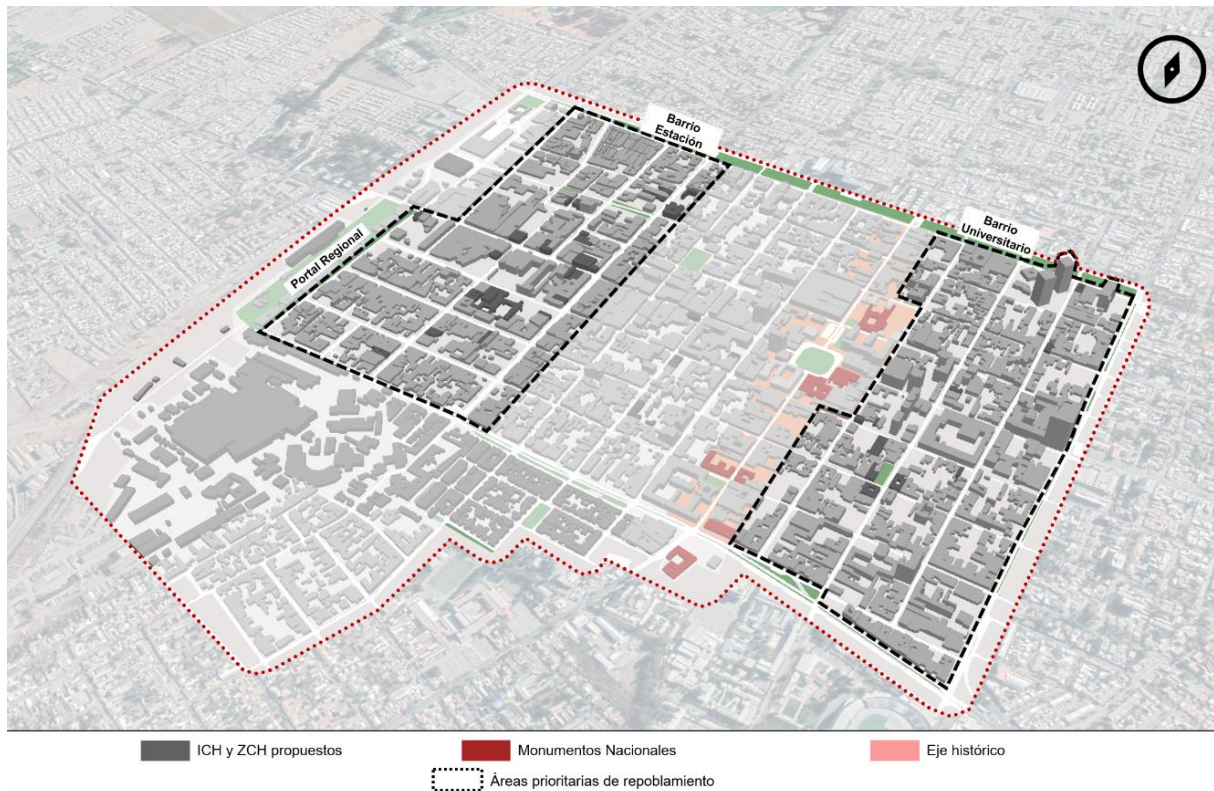 Barrio
Estación
Portal Regional
Barrio
Universitario
ICH y ZCH propuestos
Monumentos Nacionales
Eje histórico
Áreas prioritarias de repoblamiento